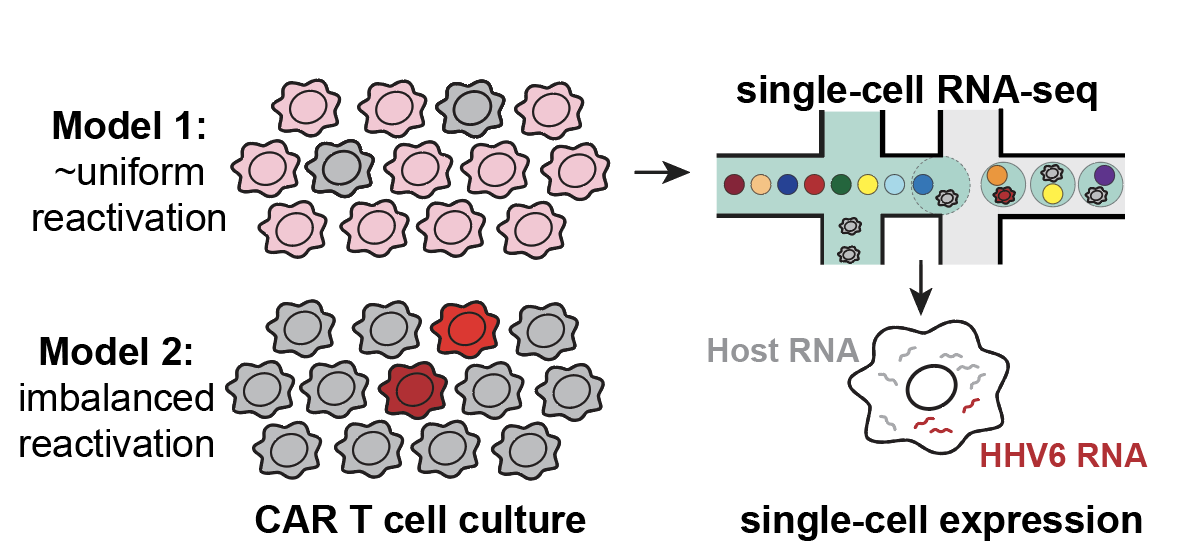 Model 1:
~uniform
reactivation
single-cell RNA-seq
Model 2:
imbalanced
reactivation
Host RNA
HHV6 RNA
CAR T cell culture
single-cell expression